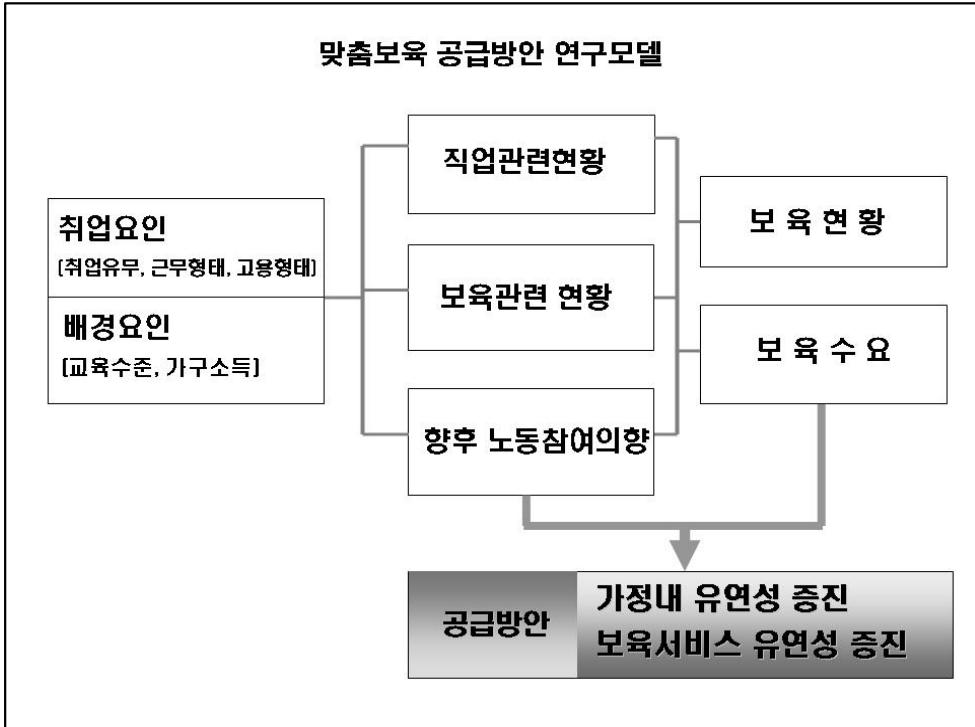 맞춤보육 공급방안 연구모델
취업요인
(취업유무, 근무형태, 고용형태)
배경요인
(교육수준, 가구소득)
직업관련현황
보육관련 현황
향후 노동참여의향
보 육 현 황
보 육 수 요
공급방안
가정내 유연성 증진
보육서비스 유연성 증진